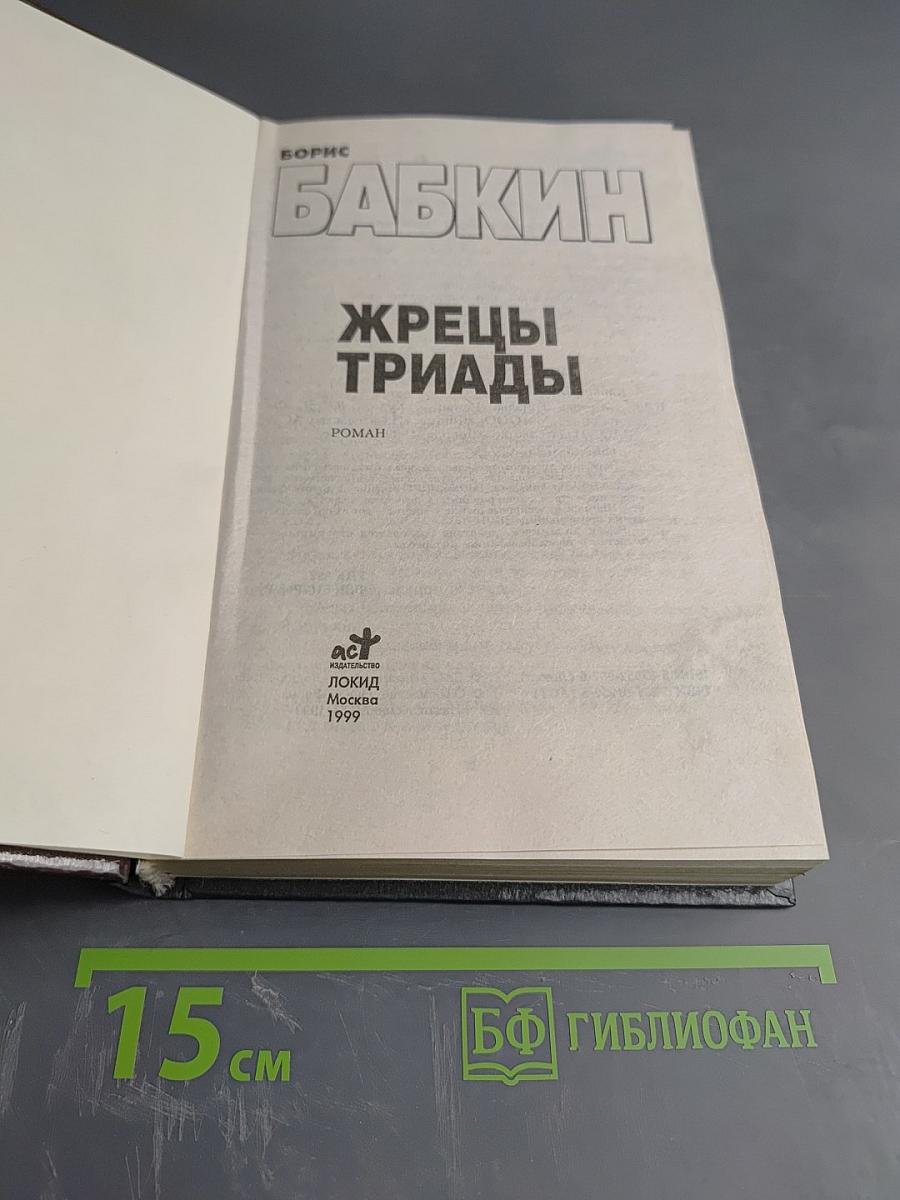 БОРИС
БАБКИН
ЖРЕЦЫ
ТРИАДЫ
РОМАН
аст
ИЗДАТЕЛЬСТВО
ЛОКИД
Москва
1999
15 см
БФ ГИБЛИОФАН